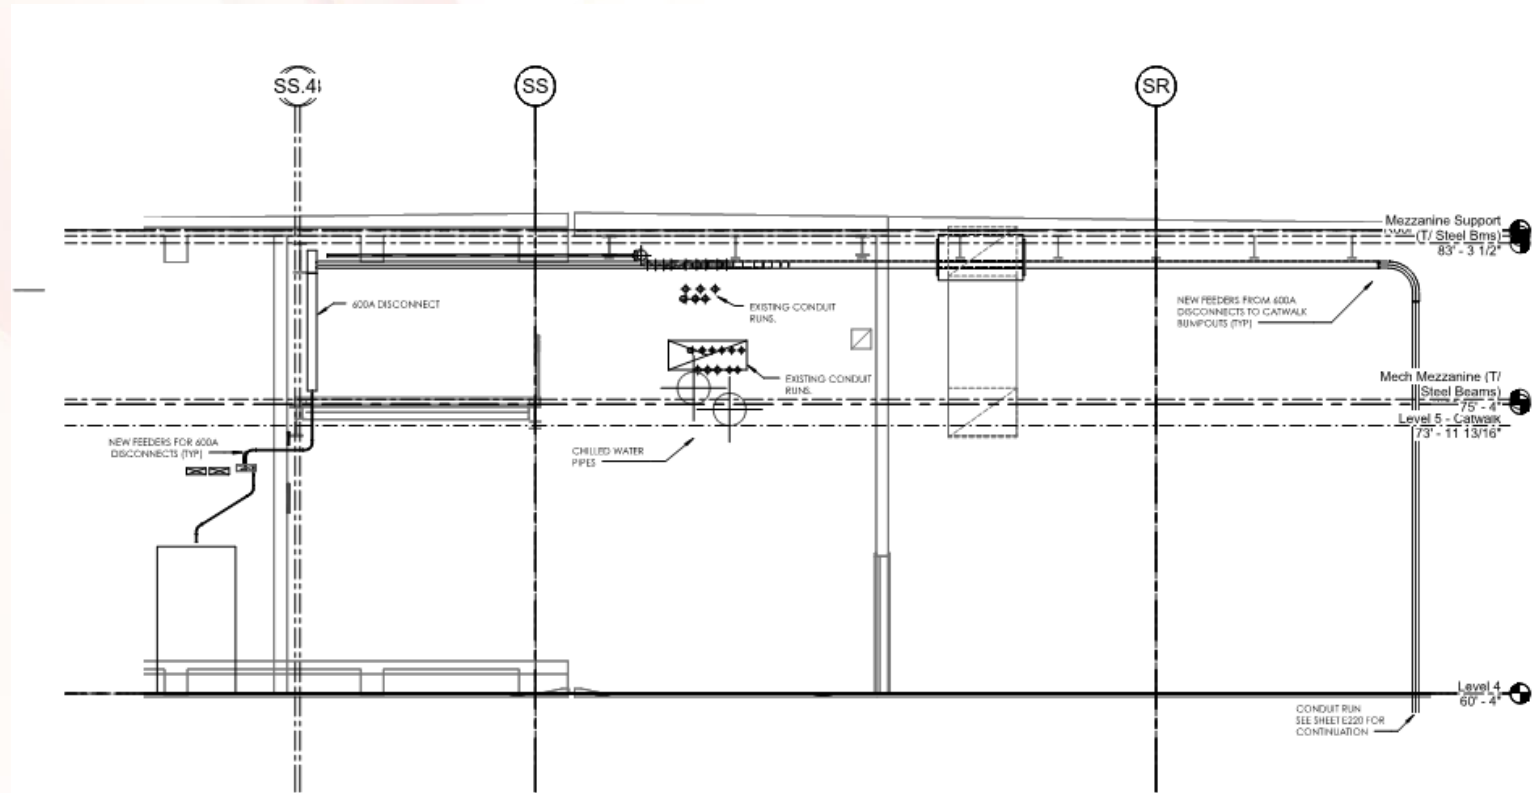 SS.4
SS
SR
Mezzanine Support
(T/ Steel Bms)
83' - 3 1/2"
600A DISCONNECT
EXISTING CONDUIT
RUNS.
NEW FEEDERS FROM 600A
DISCONNECTS TO CATWALK
BUMPOUTS (TYP)
EXISTING CONDUIT
RUNS.
Mech Mezzanine (T/
Steel Beams)
75' - 4"
Level 5 - Catwalk
73' - 11 13/16"
NEW FEEDERS FOR 600A
DISCONNECTS (TYP)
CHILLED WATER
PIPES
Level 4
60' - 4"
CONDUIT RUN
SEE SHEET E220 FOR
CONTINUATION